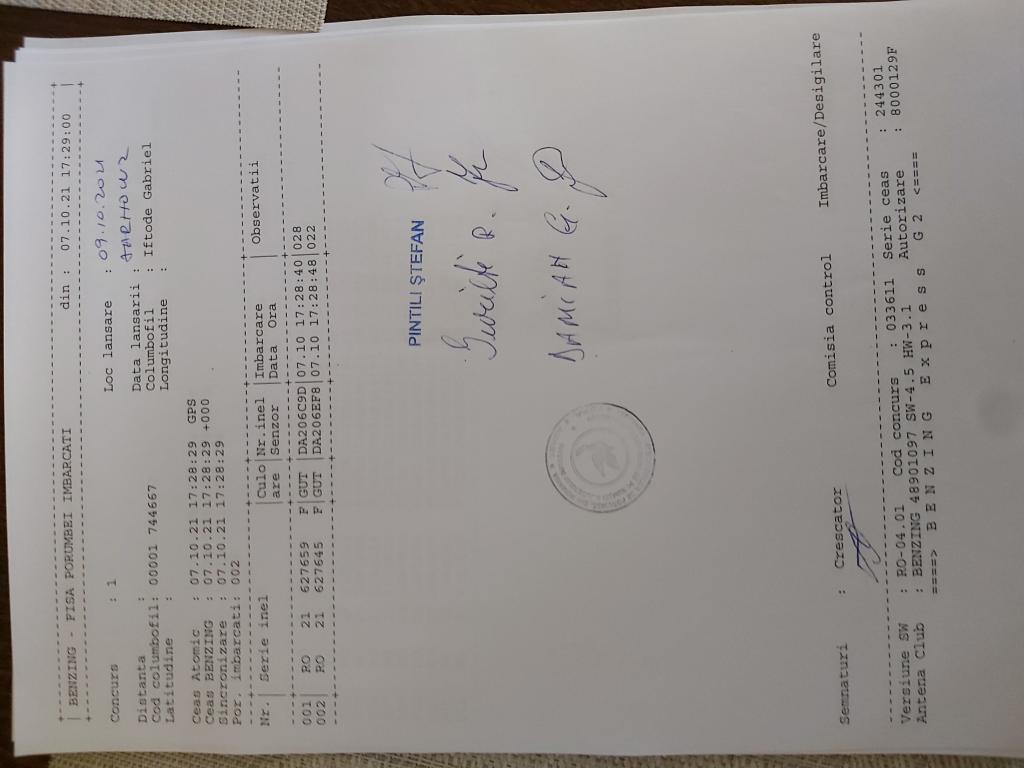 +-----------------------------------------------------------------------------+
| BENZING - FISA PORUMBEI IMBARCATI din : 07.10.21 17:29:00 |
+-----------------------------------------------------------------------------+
Concurs : 1 Loc lansare : 09.10.2021
Distanta : Data lansarii :
Cod columbofil: 00001 744667 Columbofil : Iftode Gabriel
Latitudine : Longitudine :
Ceas Atomic : 07.10.21 17:28:29 GPS
Ceas BENZING : 07.10.21 17:28:29 +000
Sincronizare : 07.10.21 17:28:29
Por. imbarcati: 002
Nr.| Serie inel |Culo|Nr inel |Imbarcare | Observatii
|are |Senzor |Data Ora |
001| RO 21 627659 F|GUT |DA206C9D|07.10 17:28:40|028
002| RO 21 627645 F|GUT |DA206EF8|07.10 17:28:48|022
PINTILI ȘTEFAN
DAMIAN G.
Semnaturi : Crescator Comisia control Imbarcare/Desigilare
Versiune SW : RO-04.01 Cod concurs : 033611 Serie ceas : 244301
Antena Club : BENZING 48901097 SW-4.5 HW-3.1 Autorizare : 8000129F
====> B E N Z I N G E x p r e s s G 2 <====